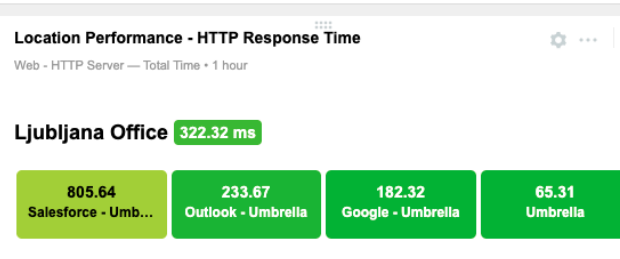 Location Performance - HTTP Response Time
Web - HTTP Server — Total Time • 1 hour
Ljubljana Office 322.32 ms
805.64 233.67 182.32 65.31
Salesforce - Umb... Outlook - Umbrella Google - Umbrella Umbrella